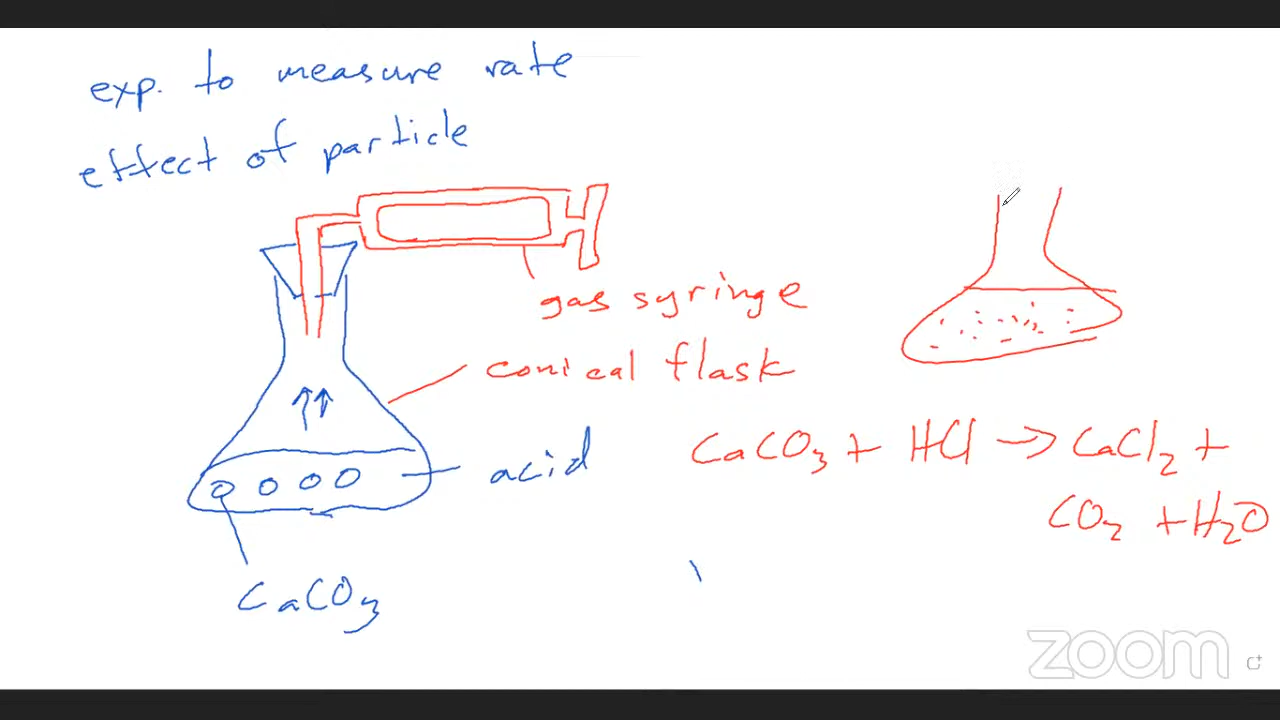 exp. to measure rate
effect of particle
gas syringe
conical flask
acid
CaCO₃
CaCO₃ + HCl → CaCl₂ +
CO₂ + H₂O
zoom